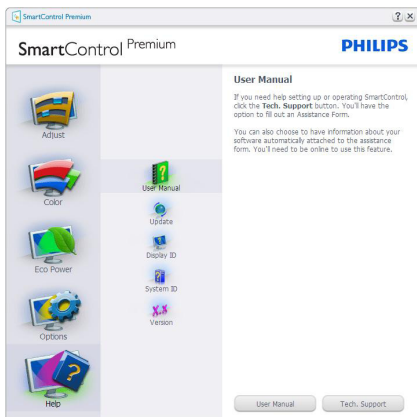 SmartControl Premium
SmartControl Premium
PHILIPS
Adjust
Color
Eco Power
Options
Help
User Manual
Update
Display ID
System ID
X.X
Version
User Manual
If you need help setting up or operating SmartControl,
click the Tech. Support button. You'll have the
option to fill out an Assistance Form.
You can also choose to have information about your
software automatically attached to the assistance
form. You'll need to be online to use this feature.
User Manual
Tech. Support